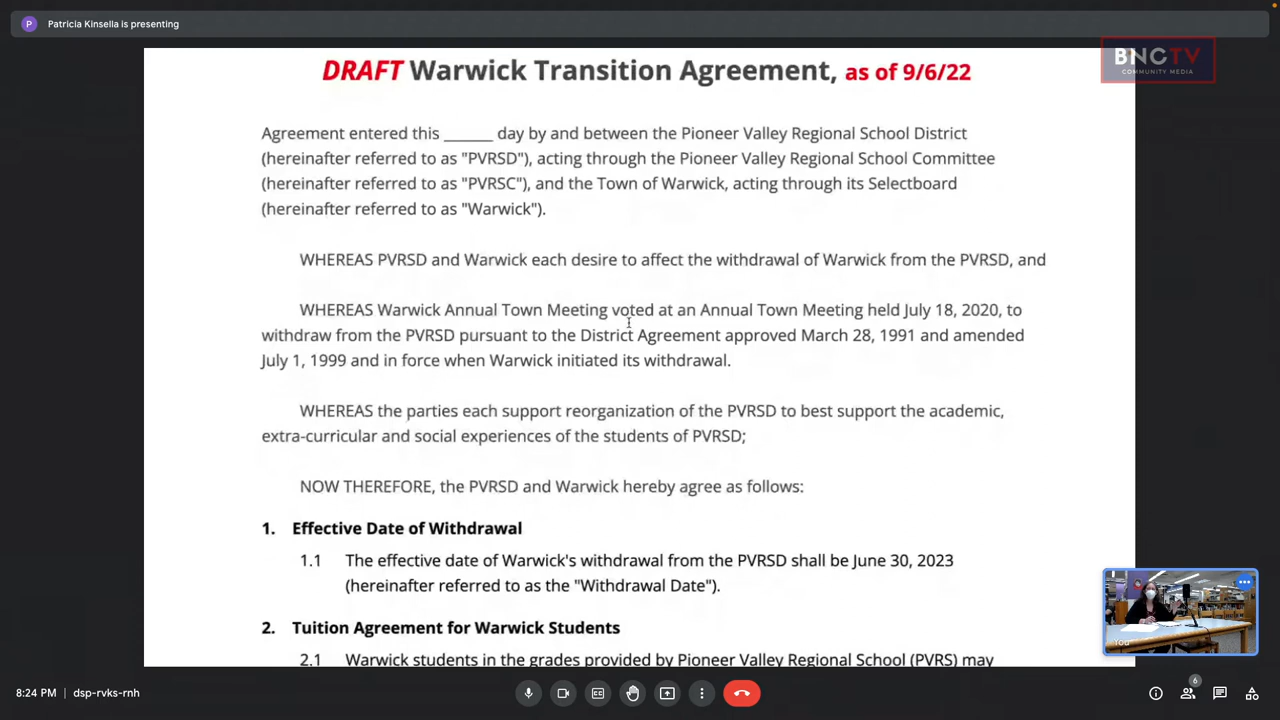 P Patricia Kinsella is presenting
BNCTV
COMMUNITY MEDIA
DRAFT Warwick Transition Agreement, as of 9/6/22
Agreement entered this ______ day by and between the Pioneer Valley Regional School District
(hereinafter referred to as "PVRSD"), acting through the Pioneer Valley Regional School Committee
(hereinafter referred to as "PVRSC"), and the Town of Warwick, acting through its Selectboard
(hereinafter referred to as "Warwick").
WHEREAS PVRSD and Warwick each desire to affect the withdrawal of Warwick from the PVRSD, and
WHEREAS Warwick Annual Town Meeting voted at an Annual Town Meeting held July 18, 2020, to
withdraw from the PVRSD pursuant to the District Agreement approved March 28, 1991 and amended
July 1, 1999 and in force when Warwick initiated its withdrawal.
WHEREAS the parties each support reorganization of the PVRSD to best support the academic,
extra-curricular and social experiences of the students of PVRSD;
NOW THEREFORE, the PVRSD and Warwick hereby agree as follows:
1. Effective Date of Withdrawal
1.1 The effective date of Warwick's withdrawal from the PVRSD shall be June 30, 2023
(hereinafter referred to as the "Withdrawal Date").
2. Tuition Agreement for Warwick Students
2.1 Warwick students in the grades provided by Pioneer Valley Regional School (PVRS) may
You
8:24 PM | dsp-rvks-rnh
CC
6